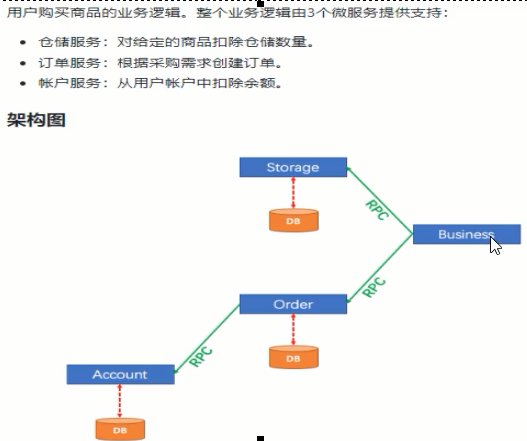 用户购买商品的业务逻辑。整个业务逻辑由3个微服务提供支持：
仓储服务：对给定的商品扣除仓储数量。
订单服务：根据采购需求创建订单。
帐户服务：从用户帐户中扣除余额。
架构图
Storage
DB
RPC
Business
RPC
Order
DB
RPC
Account
DB